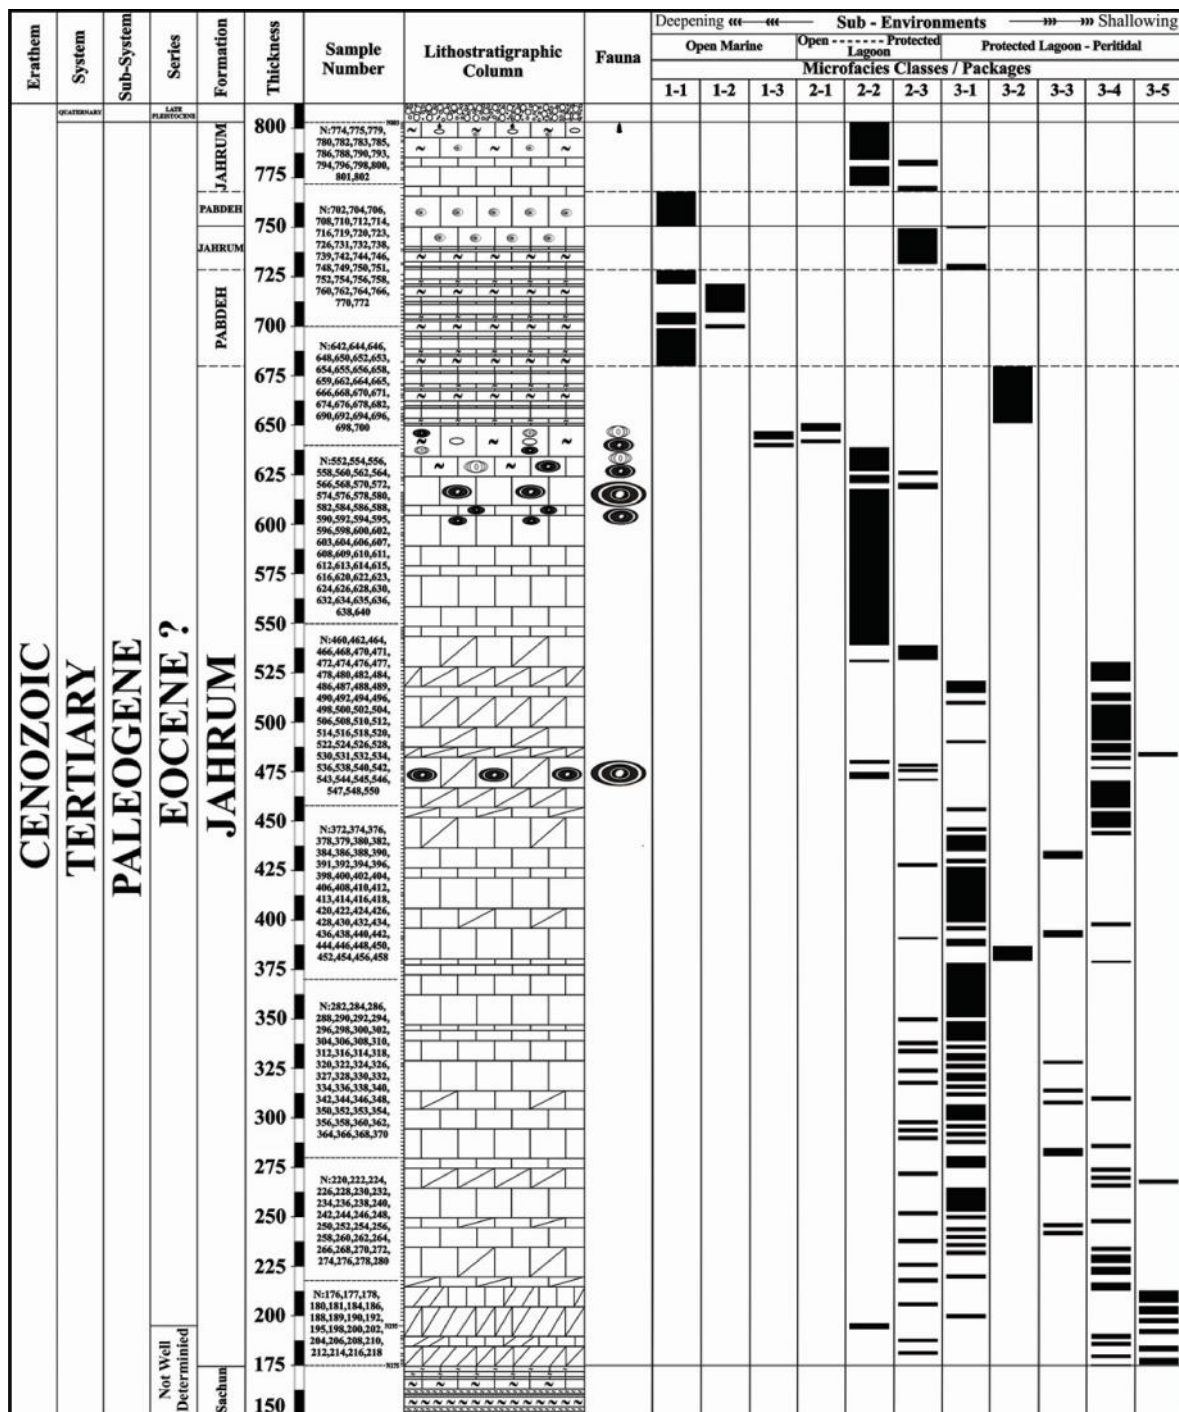 Erathem
System
Sub-System
Series
Formation
Thickness
Sample
Number
Lithostratigraphic
Column
Fauna
Deepening
Sub - Environments
Shallowing
Open Marine
Open ------- Protected
Lagoon
Protected Lagoon - Peritidal
Microfacies Classes / Packages
1-1 1-2 1-3 2-1 2-2 2-3 3-1 3-2 3-3 3-4 3-5
CENOZOIC
QUATERNARY
TERTIARY
PALEOGENE
LATE
PLEISTOCENE
EOCENE ?
Not Well
Determinied
JAHRUM
PABDEH
JAHRUM
PABDEH
JAHRUM
Sachun
800
775
750
725
700
675
650
625
600
575
550
525
500
475
450
425
400
375
350
325
300
275
250
225
200
175
150
N:774,775,779,
780,782,783,785,
786,788,790,793,
794,796,798,800,
801,802
N:702,704,706,
708,710,712,714,
716,719,720,723,
726,731,732,738,
739,742,744,746,
748,749,750,751,
752,754,756,758,
760,762,764,766,
770,772
N:642,644,646,
648,650,652,653,
654,655,656,658,
659,662,664,665,
666,668,670,671,
674,676,678,682,
690,692,694,696,
698,700
N:552,554,556,
558,560,562,564,
566,568,570,572,
574,576,578,580,
582,584,586,588,
590,592,594,595,
596,598,600,602,
603,604,606,607,
608,609,610,611,
612,613,614,615,
616,620,622,623,
624,626,628,630,
632,634,635,636,
638,640
N:460,462,464,
466,468,470,471,
472,474,476,477,
478,480,482,484,
486,487,488,489,
490,492,494,496,
498,500,502,504,
506,508,510,512,
514,516,518,520,
522,524,526,528,
530,531,532,534,
536,538,540,542,
543,544,545,546,
547,548,550
N:372,374,376,
378,379,380,382,
384,386,388,390,
391,392,394,396,
398,400,402,404,
406,408,410,412,
413,414,416,418,
420,422,424,426,
428,430,432,434,
436,438,440,442,
444,446,448,450,
452,454,456,458
N:282,284,286,
288,290,292,294,
296,298,300,302,
304,306,308,310,
312,316,314,318,
320,322,324,326,
327,328,330,332,
334,336,338,340,
342,344,346,348,
350,352,353,354,
356,358,360,362,
364,366,368,370
N:220,222,224,
226,228,230,232,
234,236,238,240,
242,244,246,248,
250,252,254,256,
258,260,262,264,
266,268,270,272,
274,276,278,280
N:176,177,178,
180,181,184,186,
188,189,190,192,
195,198,200,202,
204,206,208,210,
212,214,216,218